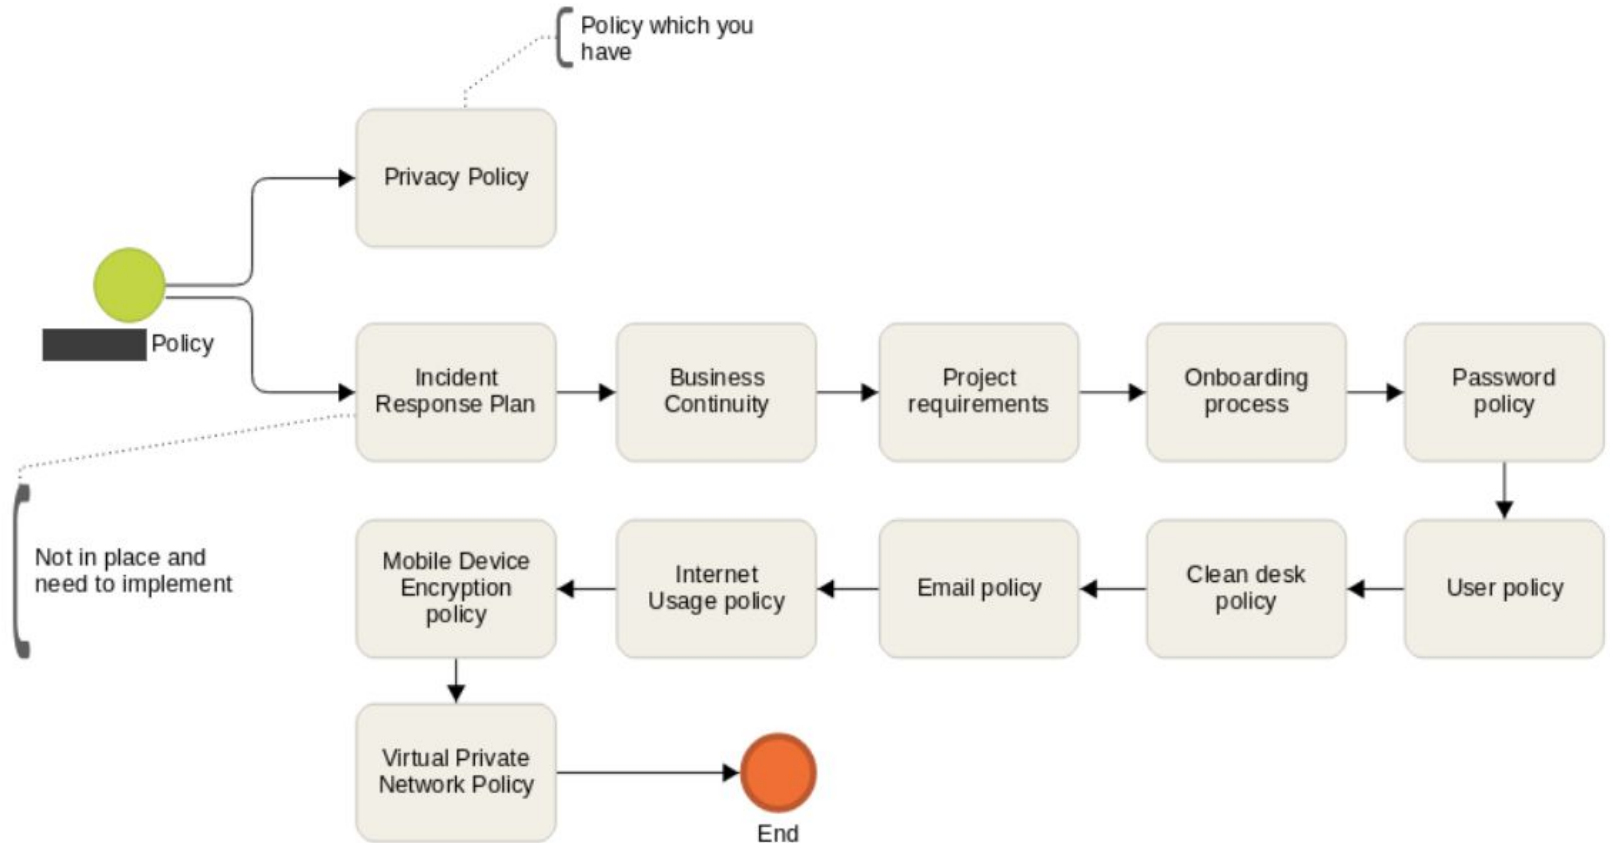 Policy which you
have
Privacy Policy
Policy
Incident
Response Plan
Business
Continuity
Project
requirements
Onboarding
process
Password
policy
Not in place and
need to implement
Mobile Device
Encryption
policy
Internet
Usage policy
Email policy
Clean desk
policy
User policy
Virtual Private
Network Policy
End